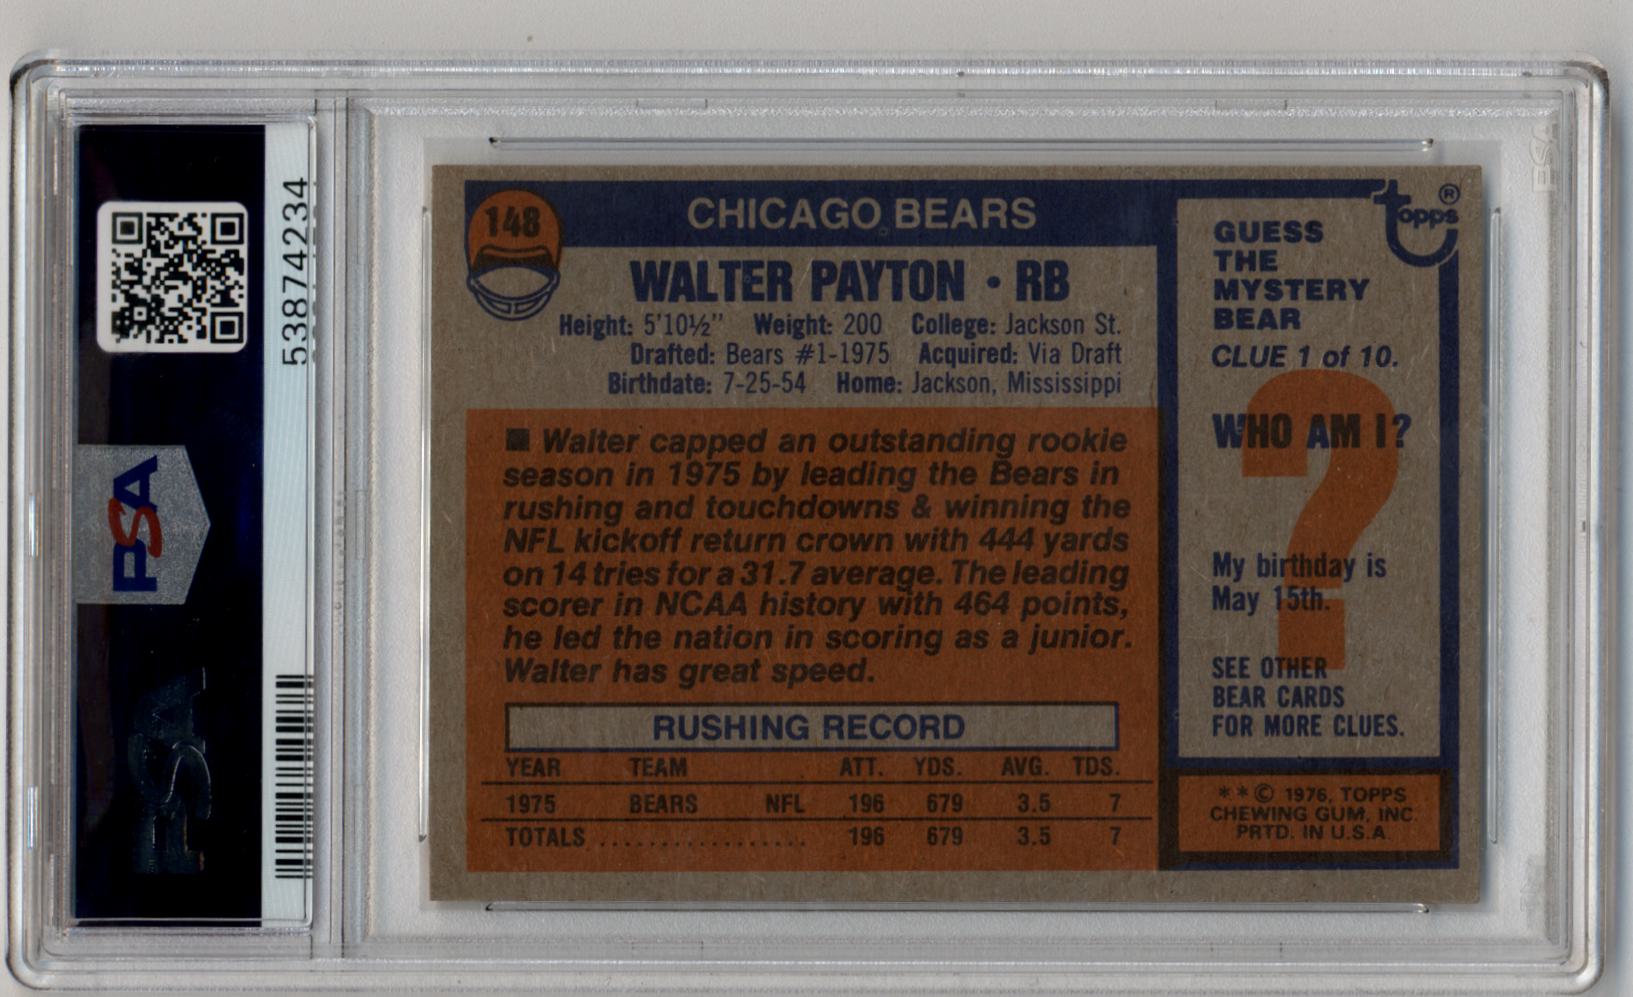 53874234
PSA
148
CHICAGO BEARS
WALTER PAYTON • RB
Height: 5'10½" Weight: 200 College: Jackson St.
Drafted: Bears #1-1975 Acquired: Via Draft
Birthdate: 7-25-54 Home: Jackson, Mississippi
■ Walter capped an outstanding rookie
season in 1975 by leading the Bears in
rushing and touchdowns & winning the
NFL kickoff return crown with 444 yards
on 14 tries for a 31.7 average. The leading
scorer in NCAA history with 464 points,
he led the nation in scoring as a junior.
Walter has great speed.
RUSHING RECORD
YEAR TEAM ATT. YDS. AVG. TDS.
1975 BEARS NFL 196 679 3.5 7
TOTALS ................ 196 679 3.5 7
topps ®
GUESS
THE
MYSTERY
BEAR
CLUE 1 of 10.
WHO AM I?
?
My birthday is
May 15th.
SEE OTHER
BEAR CARDS
FOR MORE CLUES.
**© 1976, TOPPS
CHEWING GUM, INC.
PRTD. IN U.S.A.
PSA
PSA